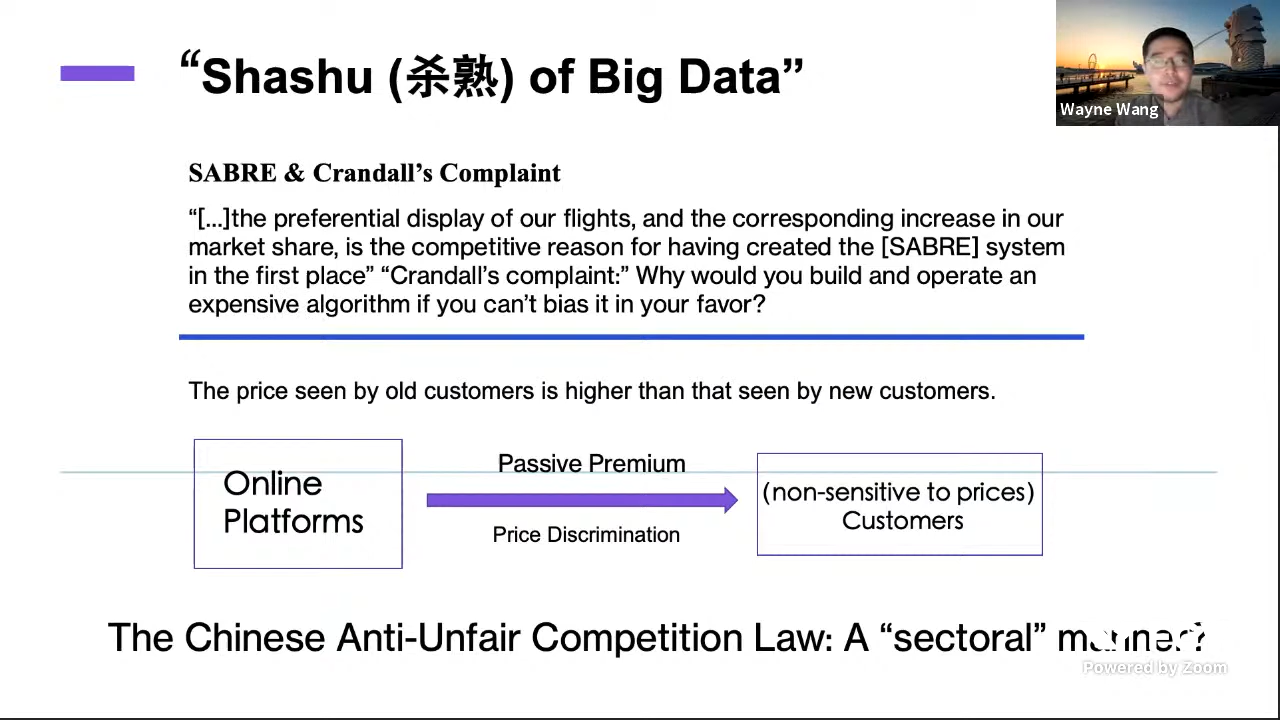 “Shashu (杀熟) of Big Data”
Wayne Wang
SABRE & Crandall’s Complaint
“[...]the preferential display of our flights, and the corresponding increase in our
market share, is the competitive reason for having created the [SABRE] system
in the first place” “Crandall’s complaint:” Why would you build and operate an
expensive algorithm if you can’t bias it in your favor?
The price seen by old customers is higher than that seen by new customers.
Online
Platforms
Passive Premium
Price Discrimination
(non-sensitive to prices)
Customers
The Chinese Anti-Unfair Competition Law: A “sectoral”
Powered by Zoom